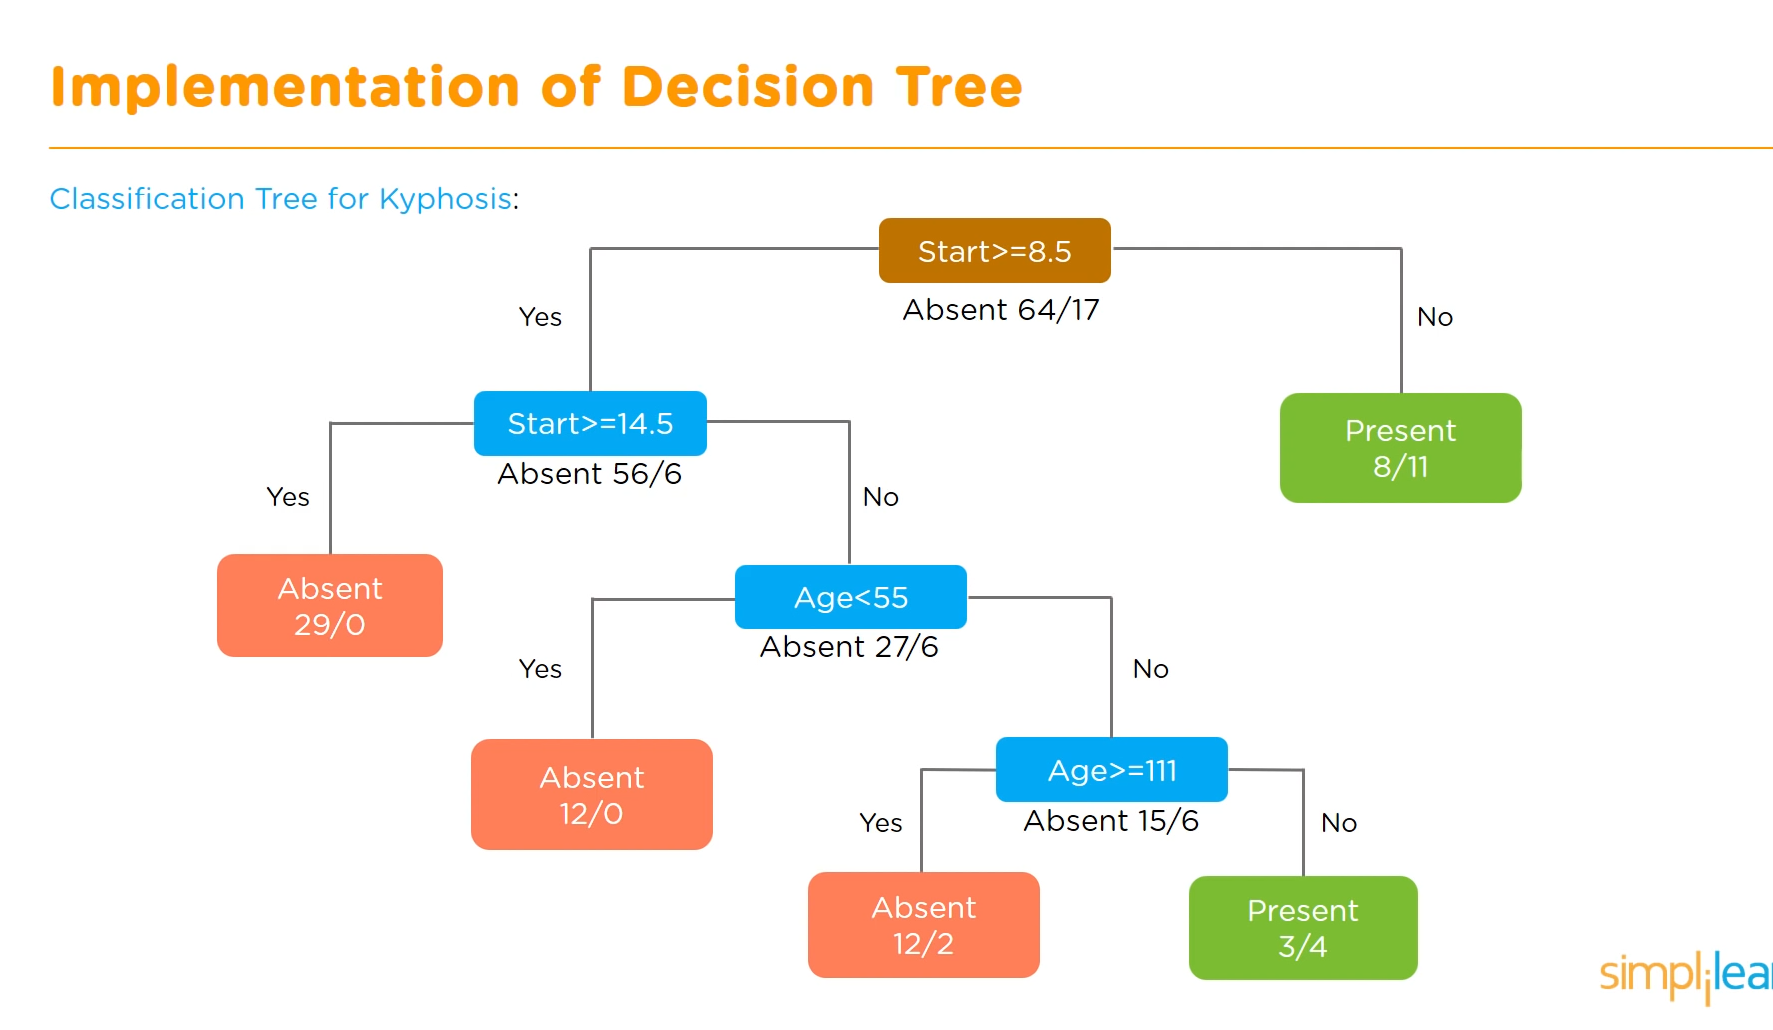 Implementation of Decision Tree
Classification Tree for Kyphosis:
Start>=8.5
Absent 64/17
Yes
No
Start>=14.5
Absent 56/6
Present
8/11
Yes
No
Absent
29/0
Age<55
Absent 27/6
Yes
No
Absent
12/0
Age>=111
Absent 15/6
Yes
No
Absent
12/2
Present
3/4
simplilear